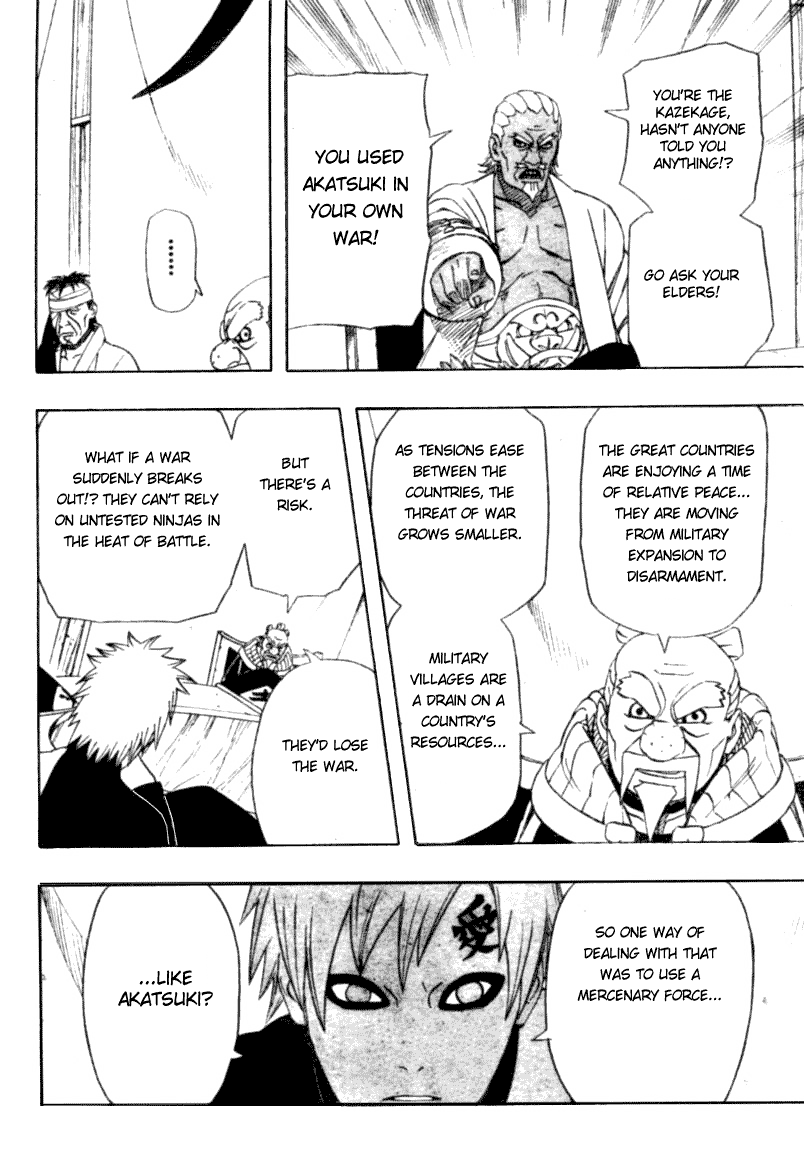 YOU'RE THE
KAZEKAGE,
HASN'T ANYONE
TOLD YOU
ANYTHING!?
GO ASK YOUR
ELDERS!
YOU USED
AKATSUKI IN
YOUR OWN
WAR!
......
THE GREAT COUNTRIES
ARE ENJOYING A TIME
OF RELATIVE PEACE...
THEY ARE MOVING
FROM MILITARY
EXPANSION TO
DISARMAMENT.
AS TENSIONS EASE
BETWEEN THE
COUNTRIES, THE
THREAT OF WAR
GROWS SMALLER.
MILITARY
VILLAGES ARE
A DRAIN ON A
COUNTRY'S
RESOURCES...
BUT
THERE'S A
RISK.
WHAT IF A WAR
SUDDENLY BREAKS
OUT!? THEY CAN'T RELY
ON UNTESTED NINJAS IN
THE HEAT OF BATTLE.
THEY'D LOSE
THE WAR.
SO ONE WAY OF
DEALING WITH THAT
WAS TO USE A
MERCENARY FORCE...
愛
...LIKE
AKATSUKI?